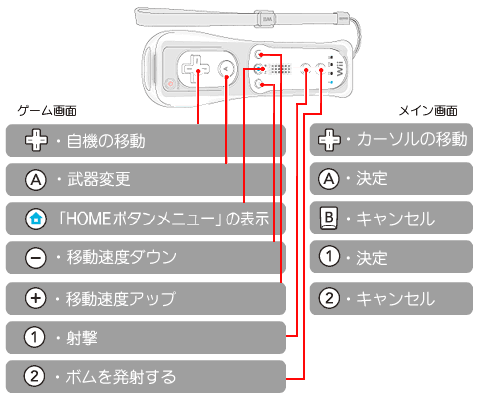 Wii
ゲーム画面
・自機の移動
A ・武器変更
「HOMEボタンメニュー」の表示
− ・移動速度ダウン
+ ・移動速度アップ
1 ・射撃
2 ・ボムを発射する
メイン画面
・カーソルの移動
A ・決定
B ・キャンセル
1 ・決定
2 ・キャンセル